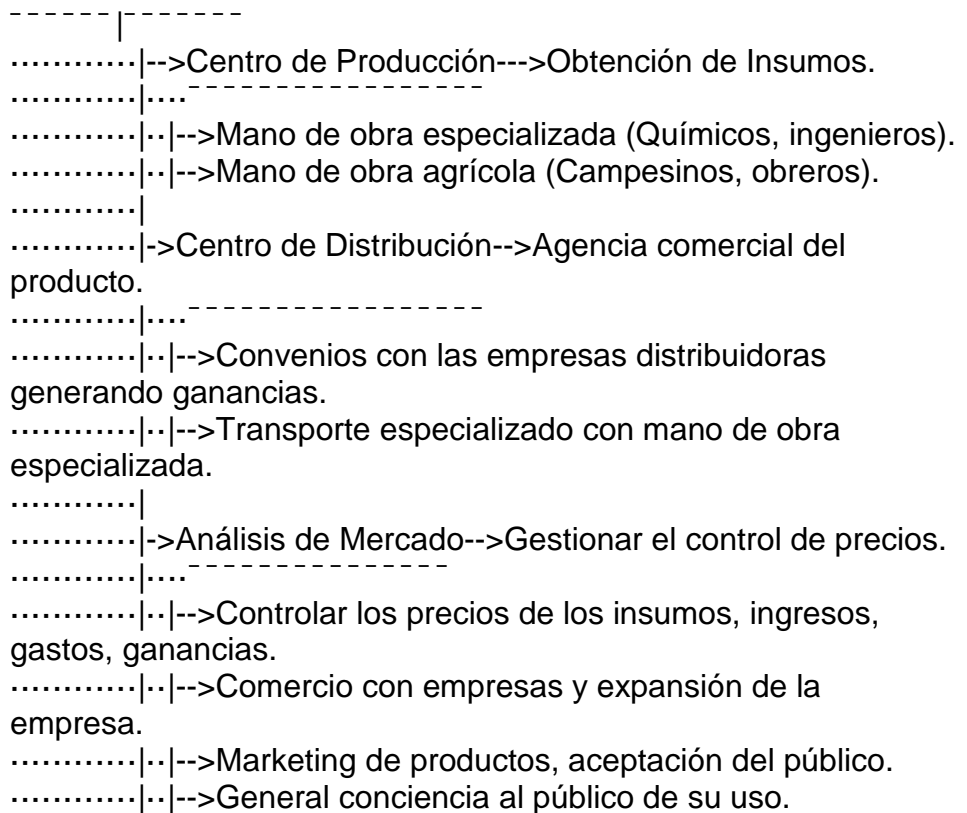 ¯¯¯¯¯¯|¯¯¯¯¯¯¯
············|-->Centro de Producción--->Obtención de Insumos.
············|····¯¯¯¯¯¯¯¯¯¯¯¯¯¯¯¯¯
············|··|-->Mano de obra especializada (Químicos, ingenieros).
············|··|-->Mano de obra agrícola (Campesinos, obreros).
············|
············|->Centro de Distribución-->Agencia comercial del
producto.
············|····¯¯¯¯¯¯¯¯¯¯¯¯¯¯¯¯¯
············|··|-->Convenios con las empresas distribuidoras
generando ganancias.
············|··|-->Transporte especializado con mano de obra
especializada.
············|
············|->Análisis de Mercado-->Gestionar el control de precios.
············|····¯¯¯¯¯¯¯¯¯¯¯¯¯¯¯
············|··|-->Controlar los precios de los insumos, ingresos,
gastos, ganancias.
············|··|-->Comercio con empresas y expansión de la
empresa.
············|··|-->Marketing de productos, aceptación del público.
············|··|-->General conciencia al público de su uso.